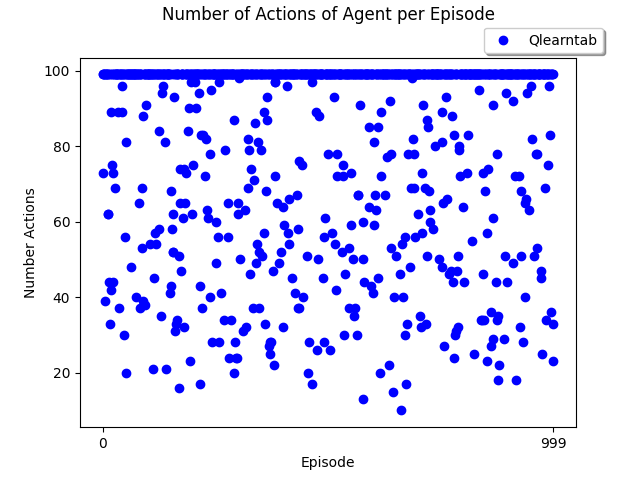 Number of Actions of Agent per Episode
Qlearntab
100
80
60
40
20
Number Actions
0
999
Episode